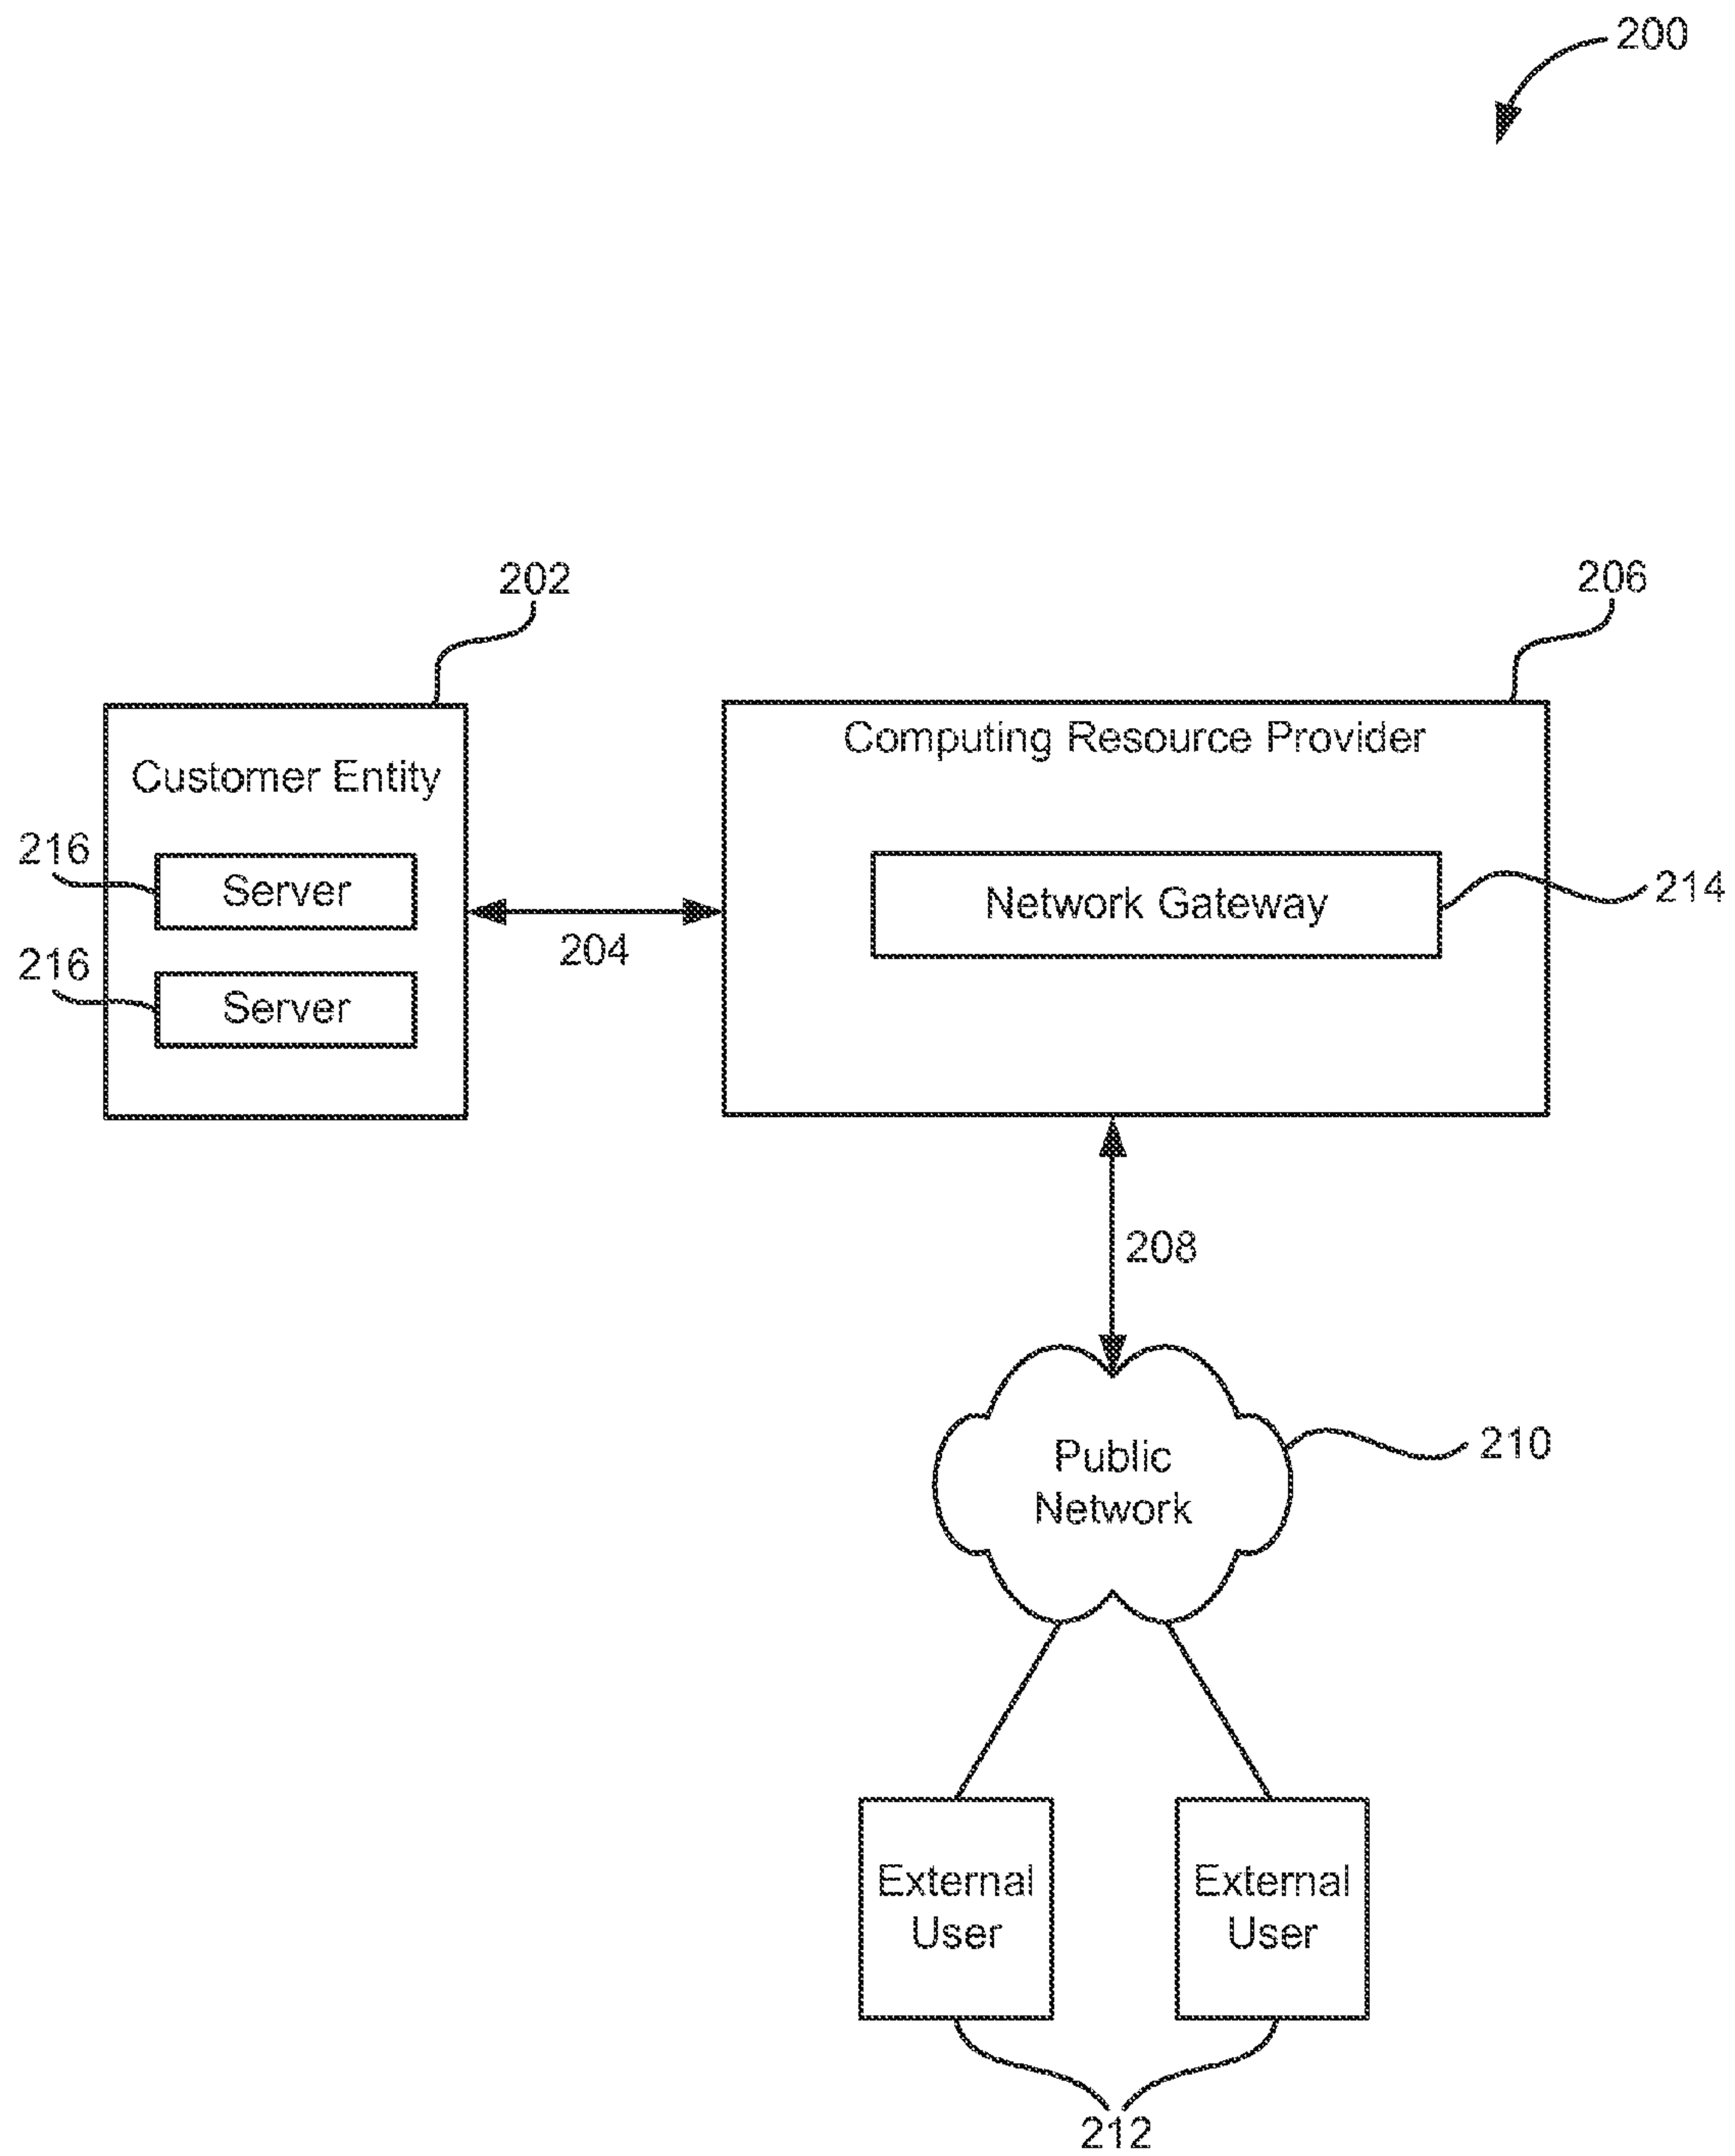 200
202
206
Computing Resource Provider
Customer Entity
216
Server
Network Gateway
214
204
216
Server
208
210
Public
Network
External
User
External
User
212